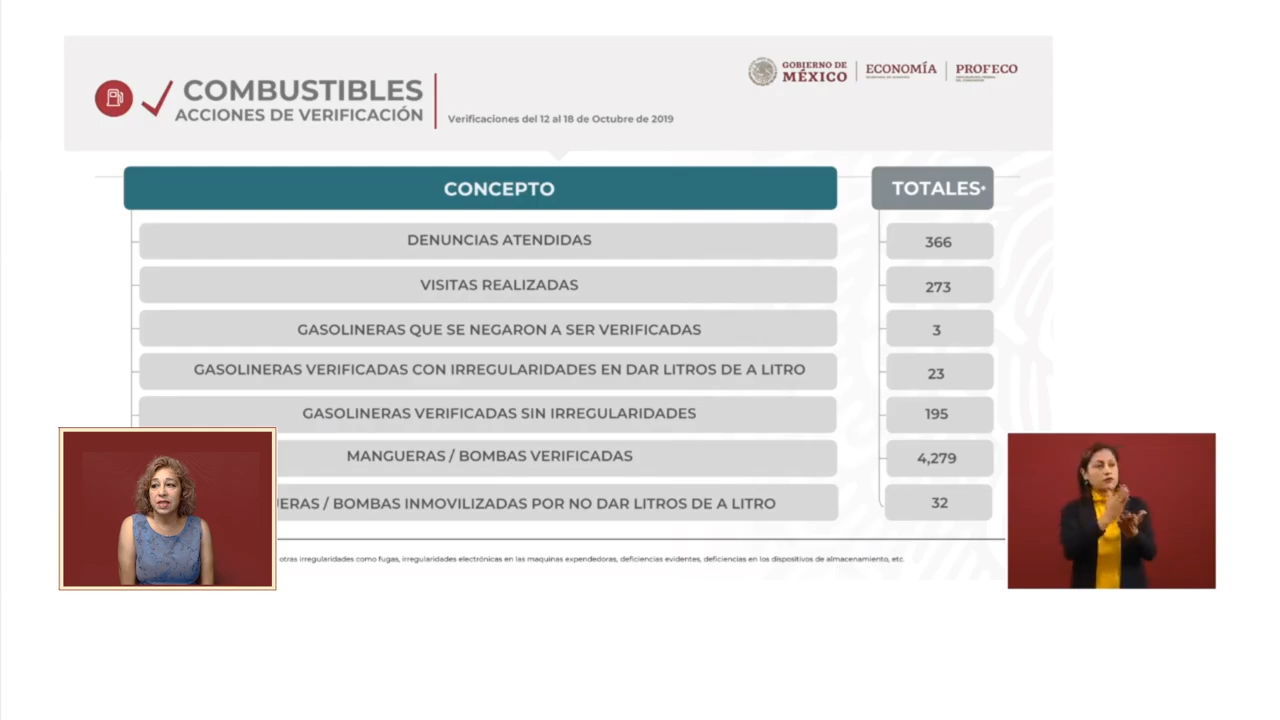 COMBUSTIBLES
ACCIONES DE VERIFICACIÓN
Verificaciones del 12 al 18 de Octubre de 2019
GOBIERNO DE
MÉXICO
ECONOMÍA
PROFECO
CONCEPTO
TOTALES*
DENUNCIAS ATENDIDAS
366
VISITAS REALIZADAS
273
GASOLINERAS QUE SE NEGARON A SER VERIFICADAS
3
GASOLINERAS VERIFICADAS CON IRREGULARIDADES EN DAR LITROS DE A LITRO
23
GASOLINERAS VERIFICADAS SIN IRREGULARIDADES
195
MANGUERAS / BOMBAS VERIFICADAS
4,279
/ BOMBAS INMOVILIZADAS POR NO DAR LITROS DE A LITRO
32
otras irregularidades como fugas, irregularidades electrónicas en las maquinas expendedoras, deficiencias evidentes, deficiencias en los dispositivos de almacenamiento, etc.